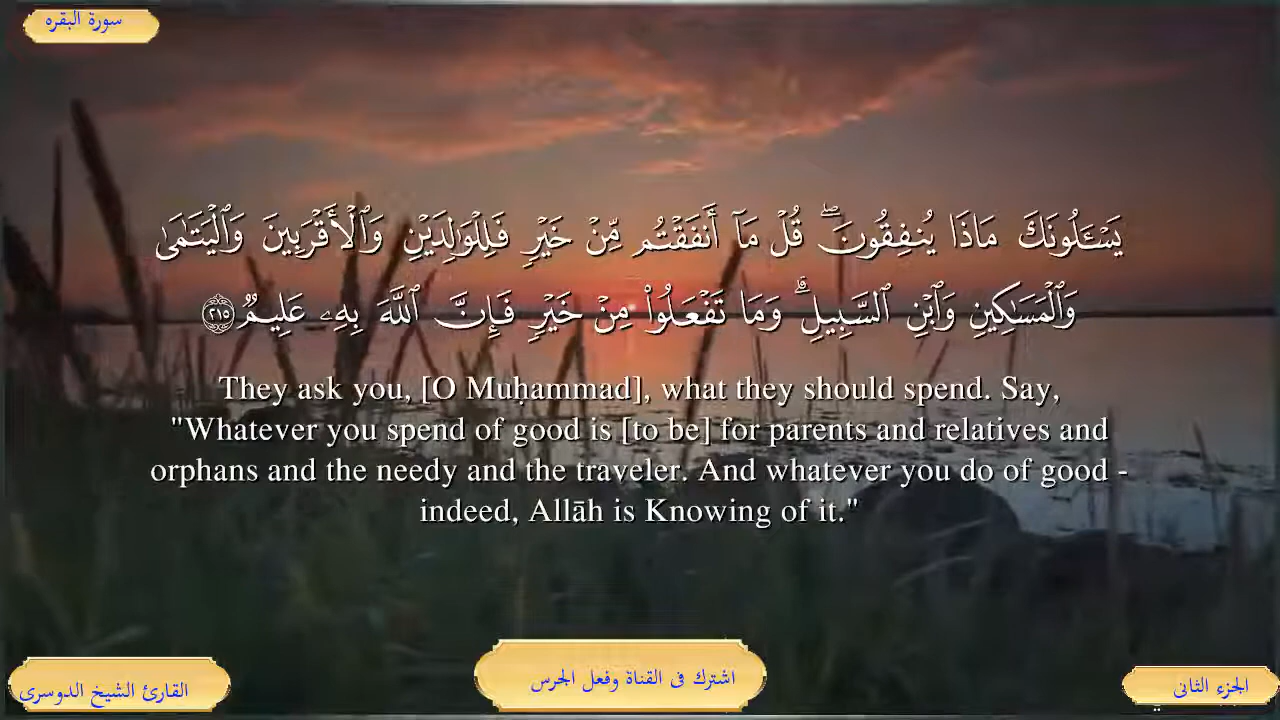 سورة البقره
يَسْـَٔلُونَكَ مَاذَا يُنفِقُونَۖ قُلْ مَآ أَنفَقْتُم مِّنْ خَيْرٍ فَلِلْوَٰلِدَيْنِ وَٱلْأَقْرَبِينَ وَٱلْيَتَٰمَىٰ
وَٱلْمَسَٰكِينِ وَٱبْنِ ٱلسَّبِيلِۗ وَمَا تَفْعَلُوا۟ مِنْ خَيْرٍ فَإِنَّ ٱللَّهَ بِهِۦ عَلِيمٌ ٢١٥
They ask you, [O Muḥammad], what they should spend. Say,
"Whatever you spend of good is [to be] for parents and relatives and
orphans and the needy and the traveler. And whatever you do of good -
indeed, Allāh is Knowing of it."
اشترك فى القناة وفعل الجرس
الجزء الثانى
القارئ الشيخ الدوسرى